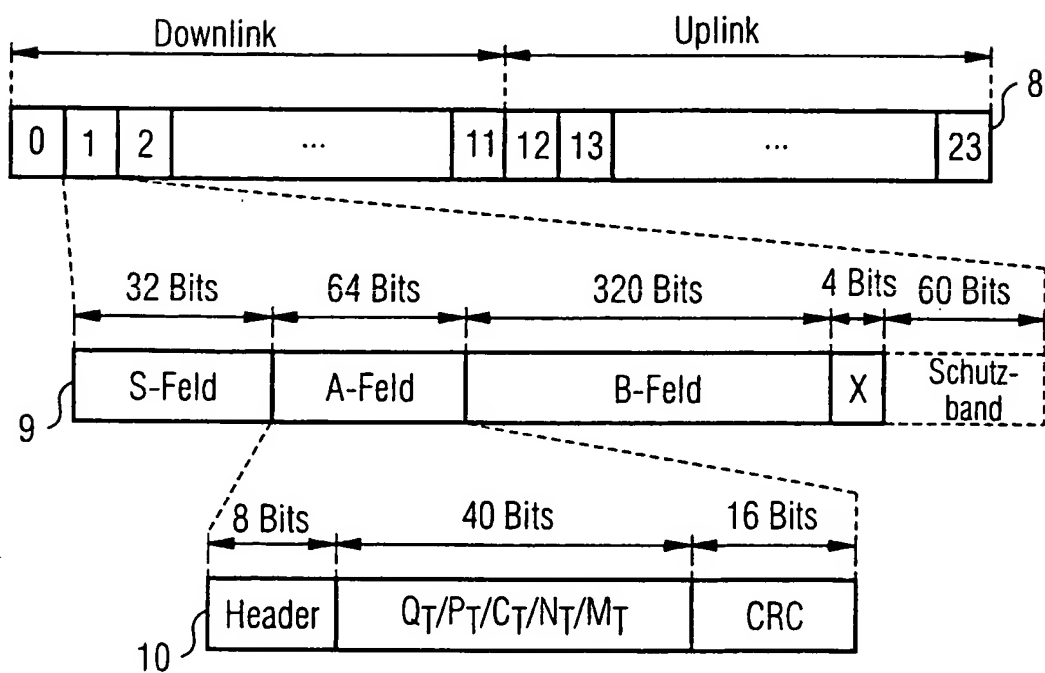 Downlink Uplink
8
0 1 2 ... 11 12 13 ... 23
32 Bits 64 Bits 320 Bits 4 Bits 60 Bits
S-Feld A-Feld B-Feld X Schutz-
band
9
8 Bits 40 Bits 16 Bits
Header QT/PT/CT/NT/MT CRC
10